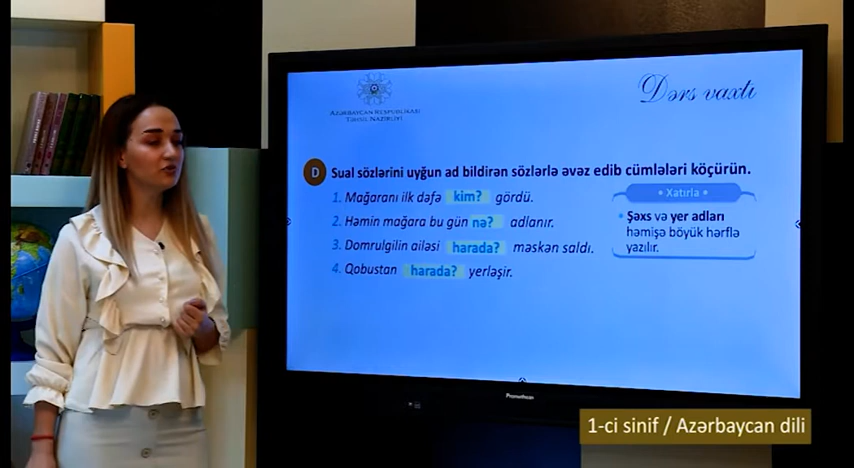 Dərs vaxtı
AZƏRBAYCAN RESPUBLİKASI
TƏHSİL NAZİRLİYİ
D Sual sözlərini uyğun ad bildirən sözlərlə əvəz edib cümlələri köçürün.
1. Mağaranı ilk dəfə kim? gördü.
2. Həmin mağara bu gün nə? adlanır.
3. Domrulgilin ailəsi harada? məskən saldı.
4. Qobustan harada? yerləşir.
• Xatırla •
• Şəxs və yer adları
həmişə böyük hərflə
yazılır.
Promethean
1-ci sinif / Azərbaycan dili